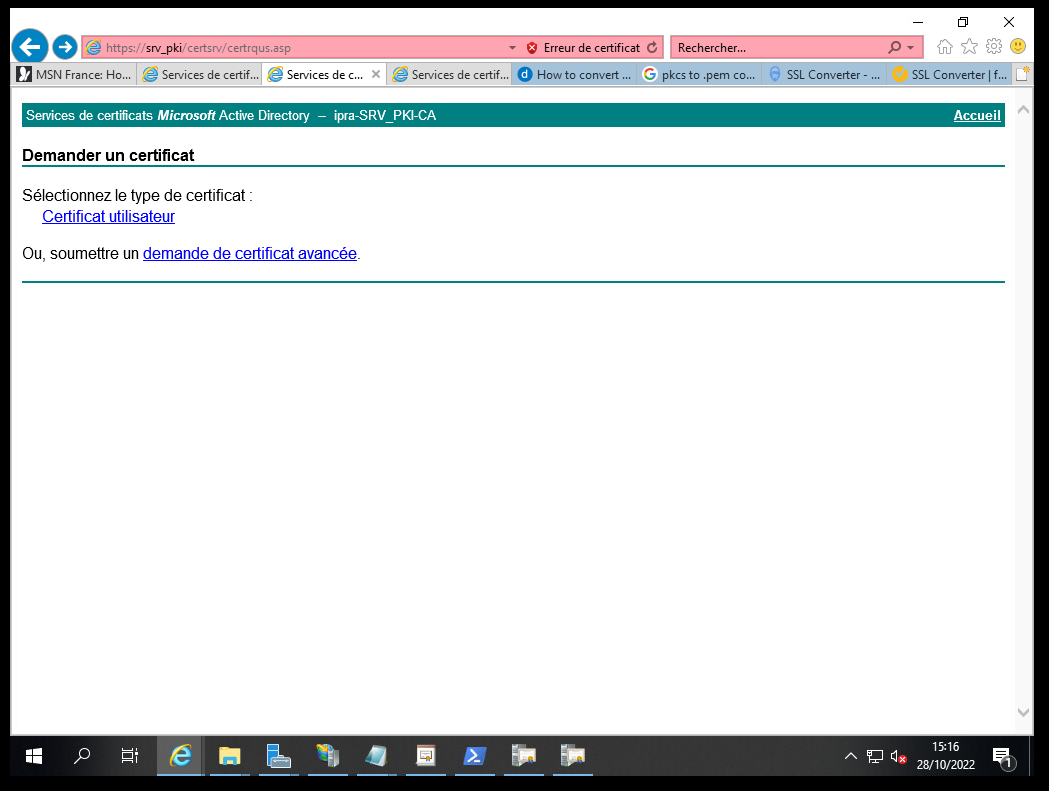 https://srv_pki/certsrv/certrqus.asp
Erreur de certificat
Rechercher...
MSN France: Ho...
Services de certif...
Services de c...
Services de certif...
How to convert ...
pkcs to .pem co...
SSL Converter - ...
SSL Converter | f...
Services de certificats Microsoft Active Directory – ipra-SRV_PKI-CA
Accueil
Demander un certificat
Sélectionnez le type de certificat :
Certificat utilisateur
Ou, soumettre un demande de certificat avancée.
15:16
28/10/2022
1